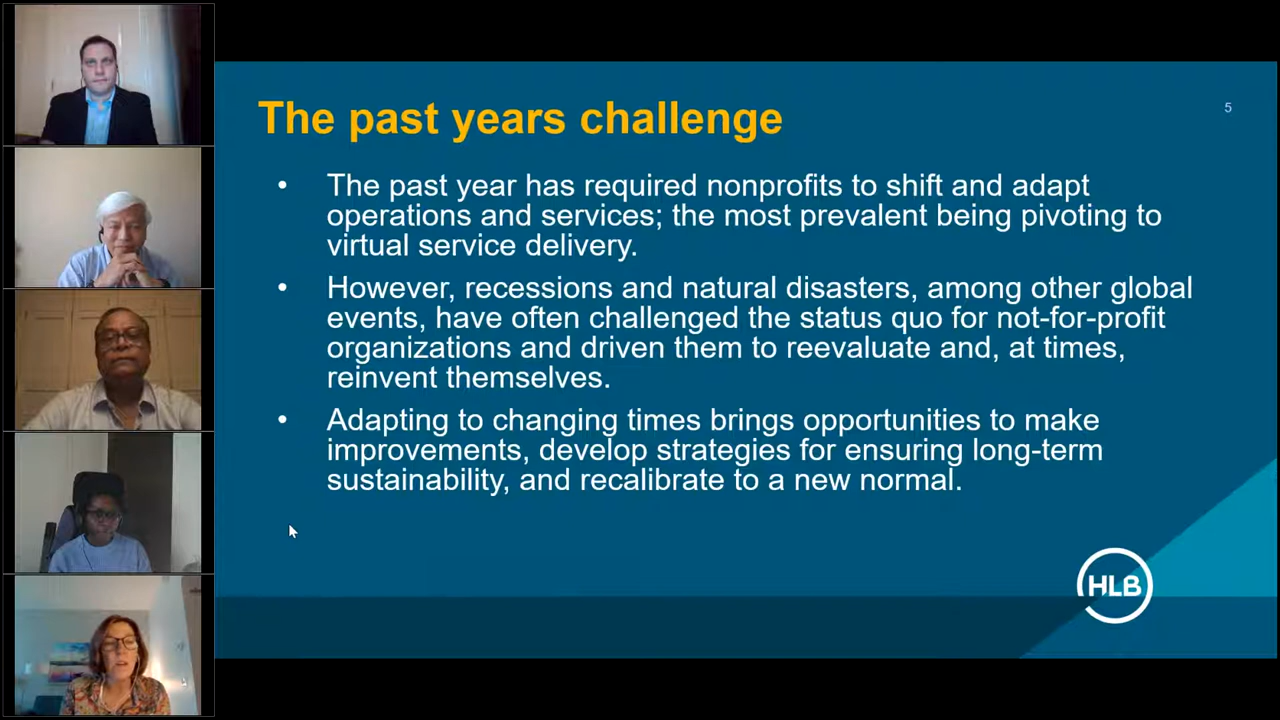 The past years challenge
5
• The past year has required nonprofits to shift and adapt
operations and services; the most prevalent being pivoting to
virtual service delivery.
• However, recessions and natural disasters, among other global
events, have often challenged the status quo for not-for-profit
organizations and driven them to reevaluate and, at times,
reinvent themselves.
• Adapting to changing times brings opportunities to make
improvements, develop strategies for ensuring long-term
sustainability, and recalibrate to a new normal.
HLB